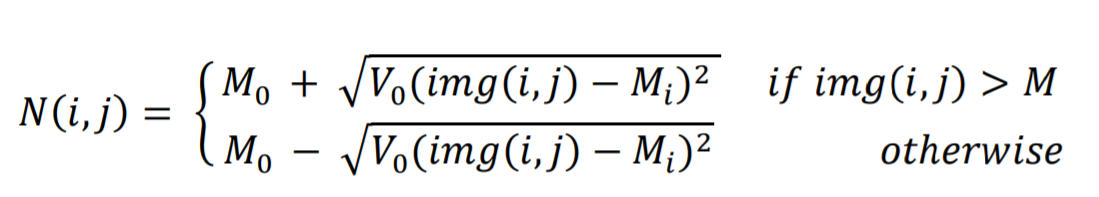 N(i,j) = { M₀ + √V₀(img(i,j) − Mᵢ)² if img(i,j) > M
M₀ − √V₀(img(i,j) − Mᵢ)² otherwise